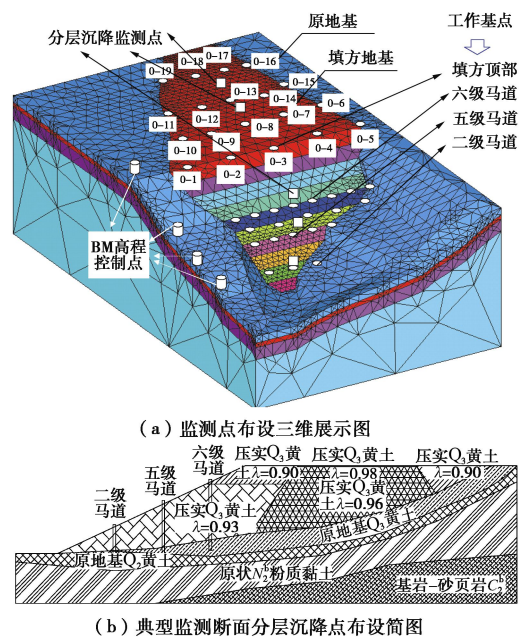 原地基
工作基点
分层沉降监测点
填方地基
填方顶部
六级马道
五级马道
二级马道
0-19
0-18
0-17
0-16
0-15
0-14
0-13
0-6
0-7
0-11
0-12
0-8
0-5
0-9
0-4
0-10
0-3
0-2
0-1
BM高程
控制点
(a) 监测点布设三维展示图
二级
马道
五级
马道
六级
马道
压实Q₃黄
土λ=0.90
压实Q₃黄土
λ=0.98
压实Q₃黄土
λ=0.90
压实Q₃黄
土λ=0.96
压实Q₃黄土
λ=0.93
原地基Q₃黄土
原地基Q₂黄土
原状N₂ᵇ粉质黏土
基岩-砂页岩C₂ᵇ
(b) 典型监测断面分层沉降点布设简图